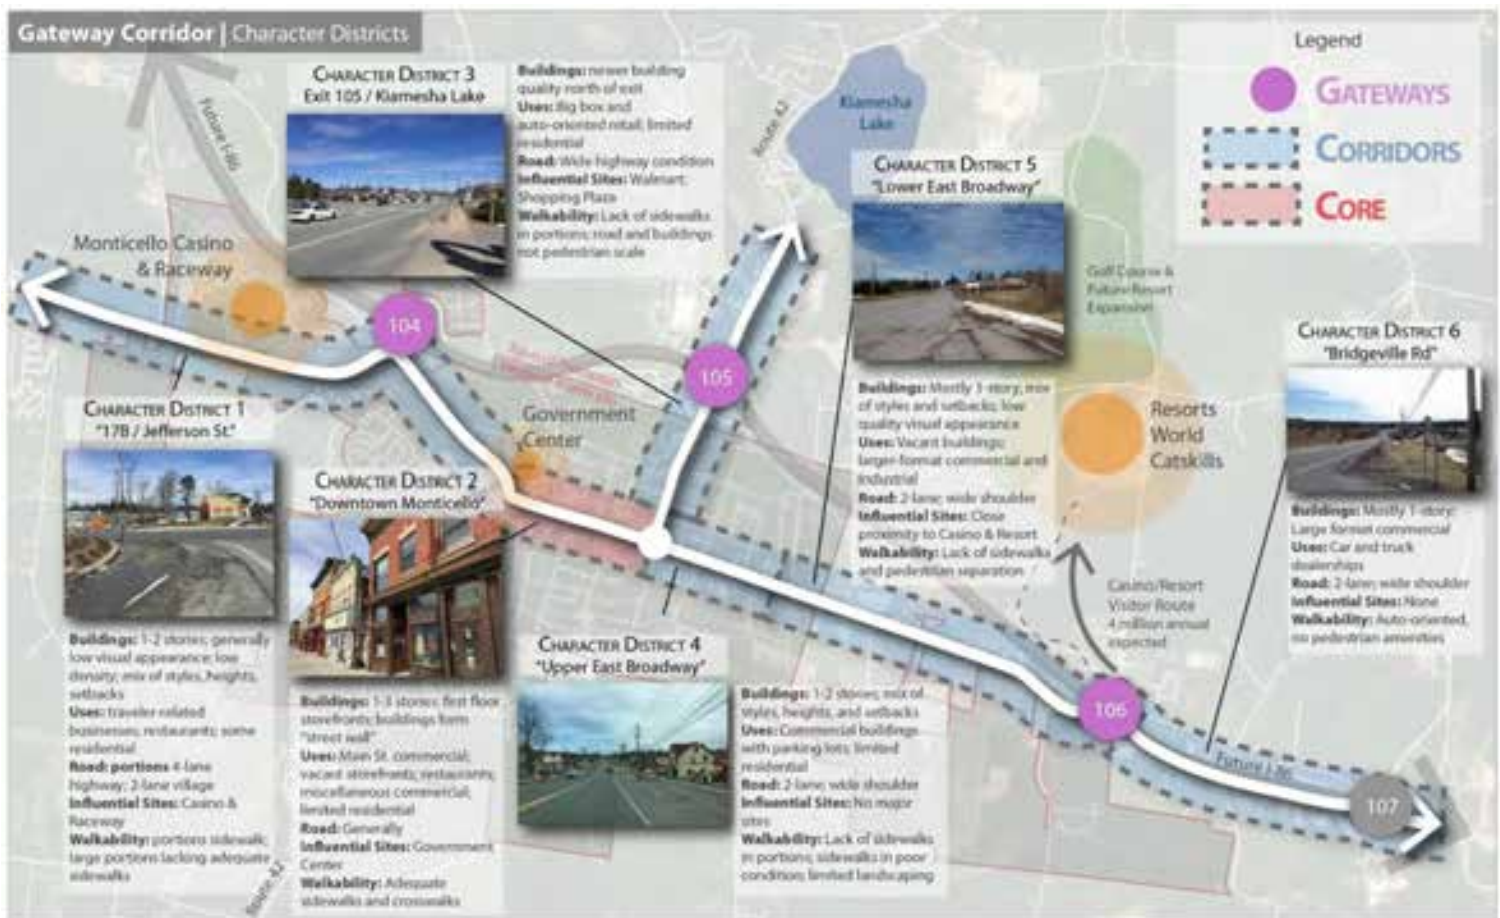 Gateway Corridor | Character Districts
Legend
GATEWAYS
CORRIDORS
CORE
CHARACTER DISTRICT 3
Exit 105 / Kiamesha Lake
Buildings: newer building
quality north of exit
Uses: Big box and
auto-oriented retail; limited
residential
Road: Wide highway condition
Influential Sites: Walmart;
Shopping Plaza
Walkability: Lack of sidewalks
in portions; road and buildings
not pedestrian scale
Future I-86
Route 42
Kiamesha
Lake
Monticello Casino
& Raceway
104
105
Government
Center
CHARACTER DISTRICT 5
"Lower East Broadway"
Buildings: Mostly 1-story; mix
of styles and setbacks; low
quality visual appearance
Uses: Vacant buildings;
larger-format commercial and
Industrial
Road: 2-lane; wide shoulder
Influential Sites: Close
proximity to Casino & Resort
Walkability: Lack of sidewalks
and pedestrian separation
Golf Course &
Future Resort
Expansion
Resorts
World
Catskills
CHARACTER DISTRICT 6
"Bridgeville Rd"
Buildings: Mostly 1-story;
Large format commercial
Uses: Car and truck
dealerships
Road: 2-lane; wide shoulder
Influential Sites: None
Walkability: Auto-oriented,
no pedestrian amenities
Casino/Resort
Visitor Route
4 million annual
expected
CHARACTER DISTRICT 1
"17B / Jefferson St."
Buildings: 1-2 stories; generally
low visual appearance; low
density; mix of styles, heights,
setbacks
Uses: traveler related
businesses; restaurants; some
residential
Road: portions 4-lane
highway; 2-lane village
Influential Sites: Casino &
Raceway
Walkability: portions sidewalk;
large portions lacking adequate
sidewalks
Route 42
CHARACTER DISTRICT 2
"Downtown Monticello"
Buildings: 1-3 stories; first floor
storefronts; buildings form
"street wall"
Uses: Main St. commercial;
vacant storefronts; restaurants;
miscellaneous commercial;
limited residential
Road: Generally
Influential Sites: Government
Center
Walkability: Adequate
sidewalks and crosswalks
CHARACTER DISTRICT 4
"Upper East Broadway"
Buildings: 1-2 stories; mix of
styles, heights, and setbacks
Uses: Commercial buildings
with parking lots; limited
residential
Road: 2-lane; wide shoulder
Influential Sites: No major
sites
Walkability: Lack of sidewalks
in portions; sidewalks in poor
condition; limited landscaping
106
Future I-86
107